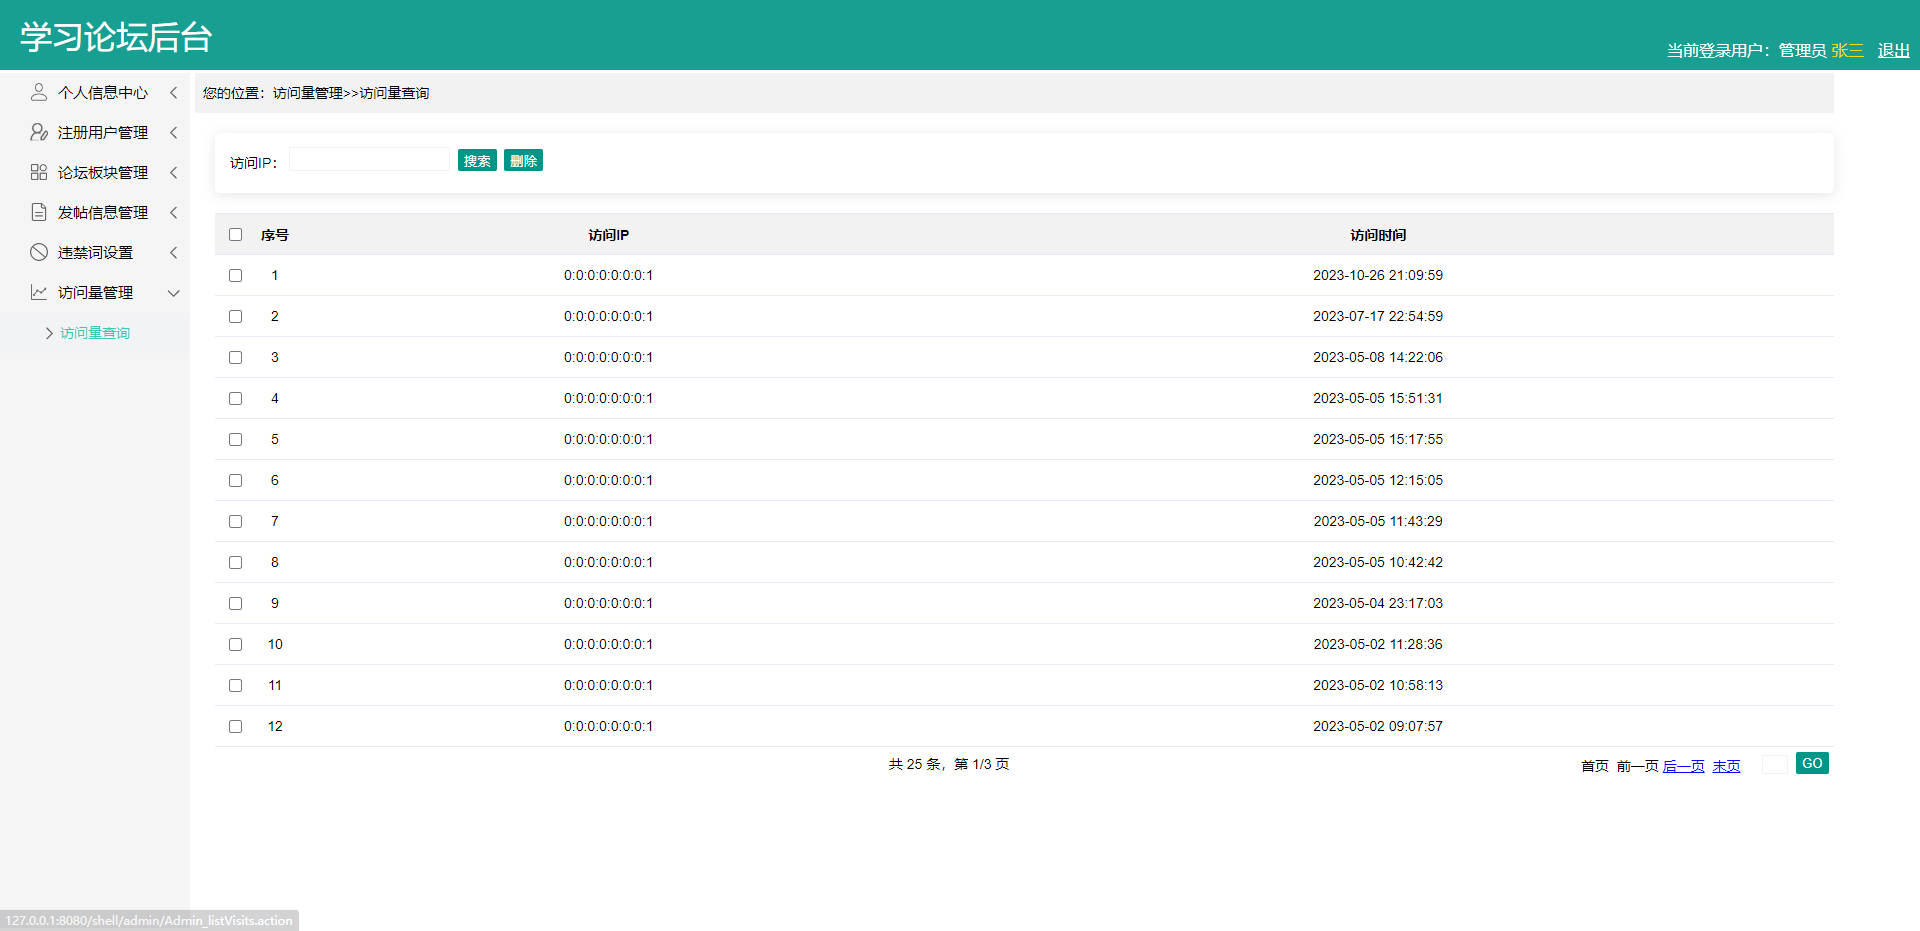 学习论坛后台
当前登录用户：管理员 张三 退出
个人信息中心
注册用户管理
论坛板块管理
发帖信息管理
违禁词设置
访问量管理
访问量查询
您的位置：访问量管理>>访问量查询
访问IP： 搜索 删除
序号 访问IP 访问时间
1 0:0:0:0:0:0:0:1 2023-10-26 21:09:59
2 0:0:0:0:0:0:0:1 2023-07-17 22:54:59
3 0:0:0:0:0:0:0:1 2023-05-08 14:22:06
4 0:0:0:0:0:0:0:1 2023-05-05 15:51:31
5 0:0:0:0:0:0:0:1 2023-05-05 15:17:55
6 0:0:0:0:0:0:0:1 2023-05-05 12:15:05
7 0:0:0:0:0:0:0:1 2023-05-05 11:43:29
8 0:0:0:0:0:0:0:1 2023-05-05 10:42:42
9 0:0:0:0:0:0:0:1 2023-05-04 23:17:03
10 0:0:0:0:0:0:0:1 2023-05-02 11:28:36
11 0:0:0:0:0:0:0:1 2023-05-02 10:58:13
12 0:0:0:0:0:0:0:1 2023-05-02 09:07:57
共 25 条，第 1/3 页 首页 前一页 后一页 末页 GO
127.0.0.1:8080/shell/admin/Admin_listVisits.action